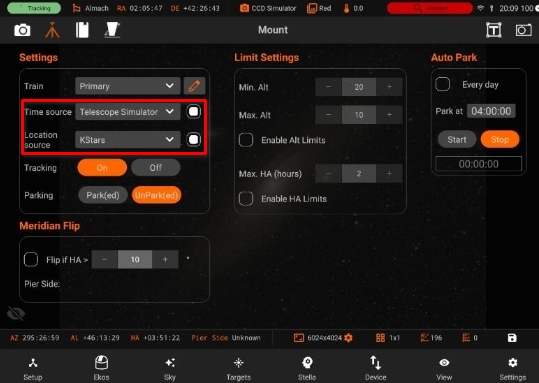 Tracking Almach RA 02:05:47 DE +42:26:43 CCD Simulator Red 0.0 20:09 100
Mount
Settings
Train Primary
Time source Telescope Simulator
Location source KStars
Tracking On Off
Parking Park(ed) UnPark(ed)
Meridian Flip
Flip if HA > − 10 + °
Pier Side:
Limit Settings
Min. Alt − 20 +
Max. Alt − 10 +
Enable Alt Limits
Max. HA (hours) − 2 +
Enable HA Limits
Auto Park
Every day
Park at 04:00:00
Start Stop
00:00:00
AZ 295:26:59 AL +46:13:29 HA +03:51:22 Pier Side Unknown 6024x4024 1x1 196 0
Setup Ekos Sky Targets Stella Device View Settings